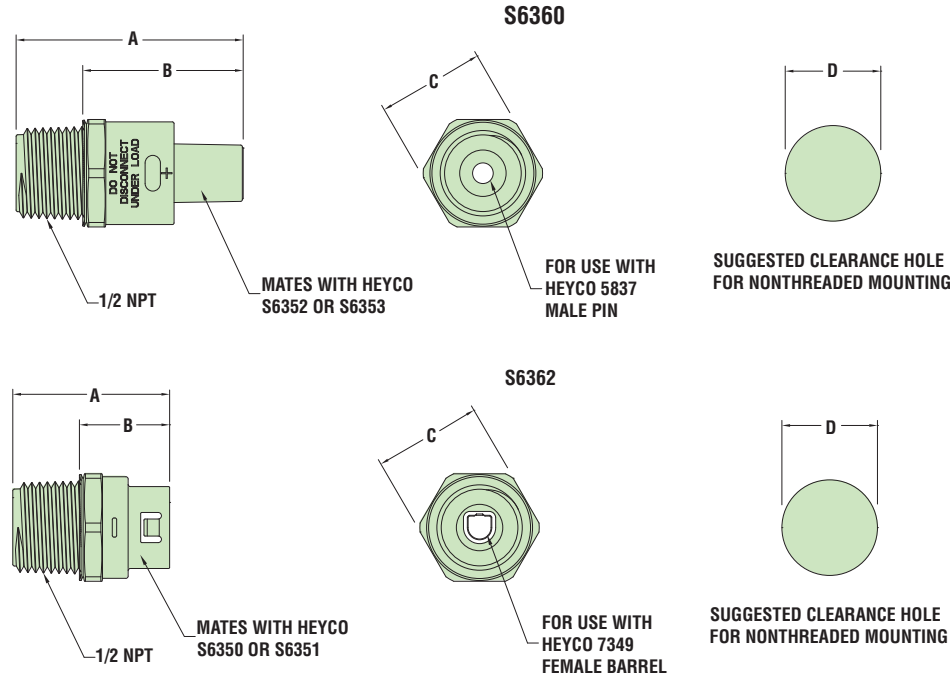 S6360
A
B
C
D
DO NOT
DISCONNECT
UNDER LOAD
+
1/2 NPT
MATES WITH HEYCO
S6352 OR S6353
FOR USE WITH
HEYCO 5837
MALE PIN
SUGGESTED CLEARANCE HOLE
FOR NONTHREADED MOUNTING
S6362
A
B
C
D
1/2 NPT
MATES WITH HEYCO
S6350 OR S6351
FOR USE WITH
HEYCO 7349
FEMALE BARREL
SUGGESTED CLEARANCE HOLE
FOR NONTHREADED MOUNTING